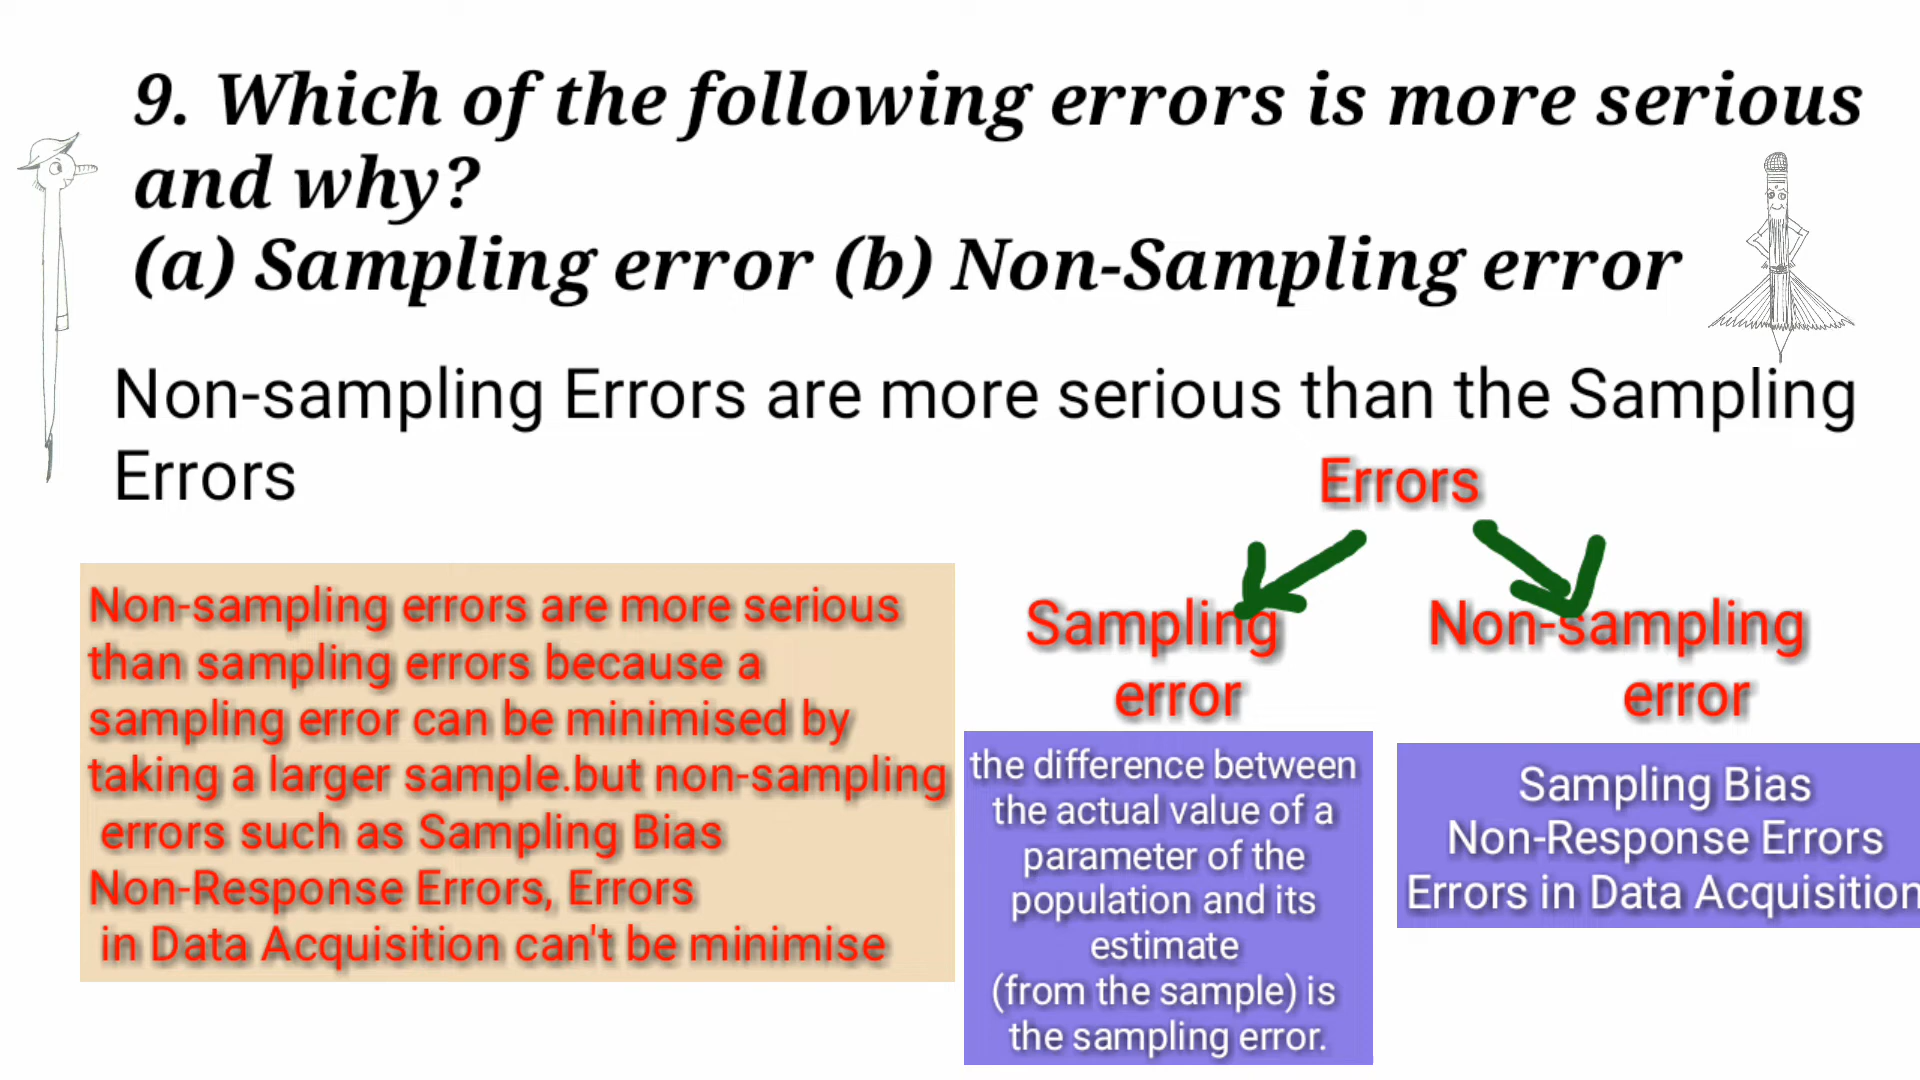 9. Which of the following errors is more serious
and why?
(a) Sampling error (b) Non-Sampling error
Non-sampling Errors are more serious than the Sampling
Errors
Errors
Sampling
error
Non-sampling
error
Non-sampling errors are more serious
than sampling errors because a
sampling error can be minimised by
taking a larger sample.but non-sampling
errors such as Sampling Bias
Non-Response Errors, Errors
in Data Acquisition can't be minimise
the difference between
the actual value of a
parameter of the
population and its
estimate
(from the sample) is
the sampling error.
Sampling Bias
Non-Response Errors
Errors in Data Acquisition